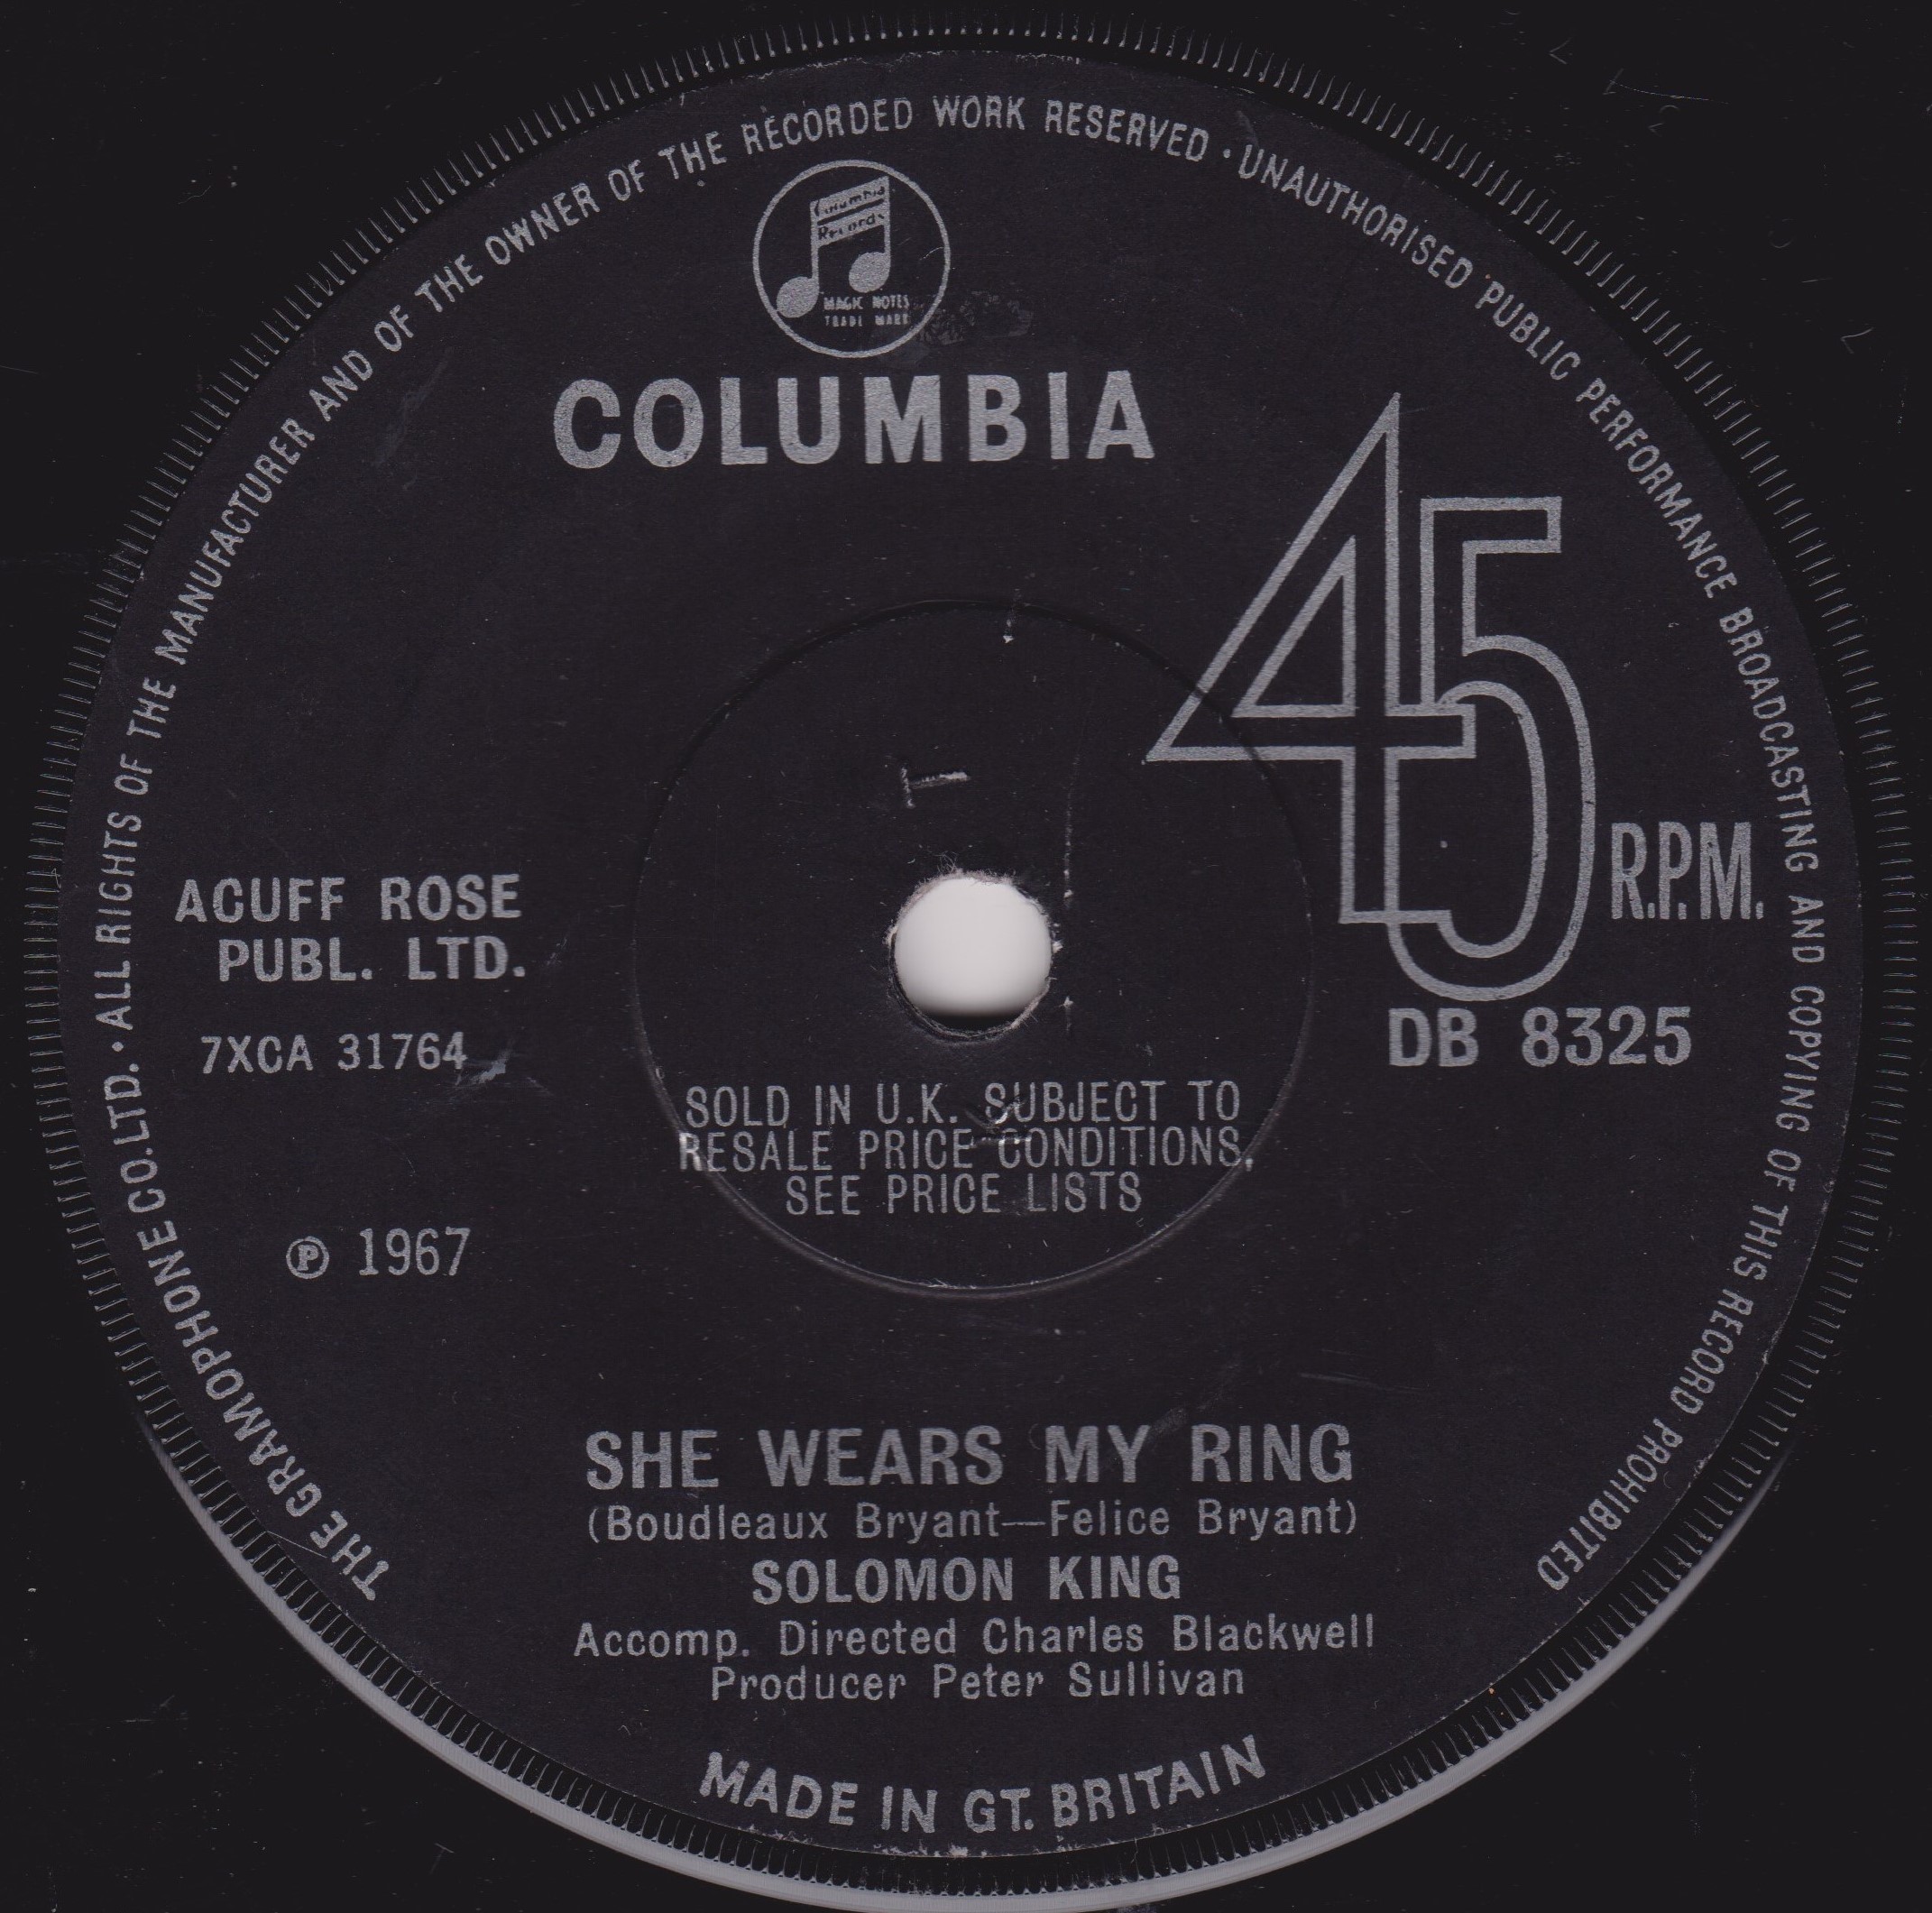 THE GRAMOPHONE CO. LTD. · ALL RIGHTS OF THE MANUFACTURER AND OF THE OWNER OF THE RECORDED WORK RESERVED · UNAUTHORISED PUBLIC PERFORMANCE BROADCASTING AND COPYING OF THIS RECORD PROHIBITED
Columbia
Records
MAGIC NOTES
TRADE MARK
COLUMBIA
45
R.P.M.
ACUFF ROSE
PUBL. LTD.
7XCA 31764
DB 8325
SOLD IN U.K. SUBJECT TO
RESALE PRICE CONDITIONS,
SEE PRICE LISTS
℗ 1967
SHE WEARS MY RING
(Boudleaux Bryant—Felice Bryant)
SOLOMON KING
Accomp. Directed Charles Blackwell
Producer Peter Sullivan
MADE IN GT. BRITAIN